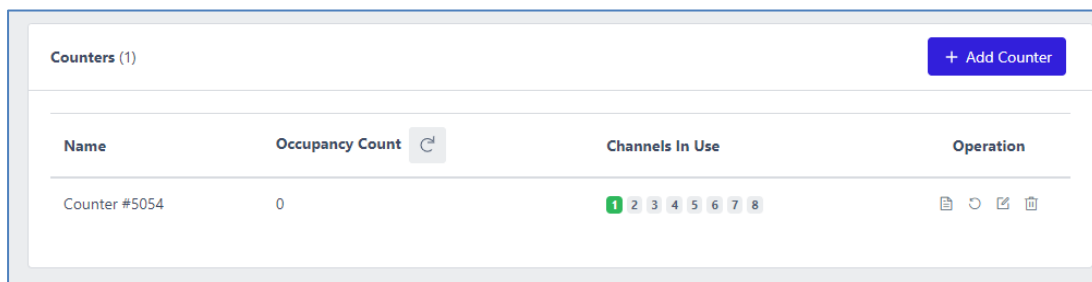 Counters (1)
+ Add Counter
Name Occupancy Count Channels In Use Operation
Counter #5054 0 1 2 3 4 5 6 7 8